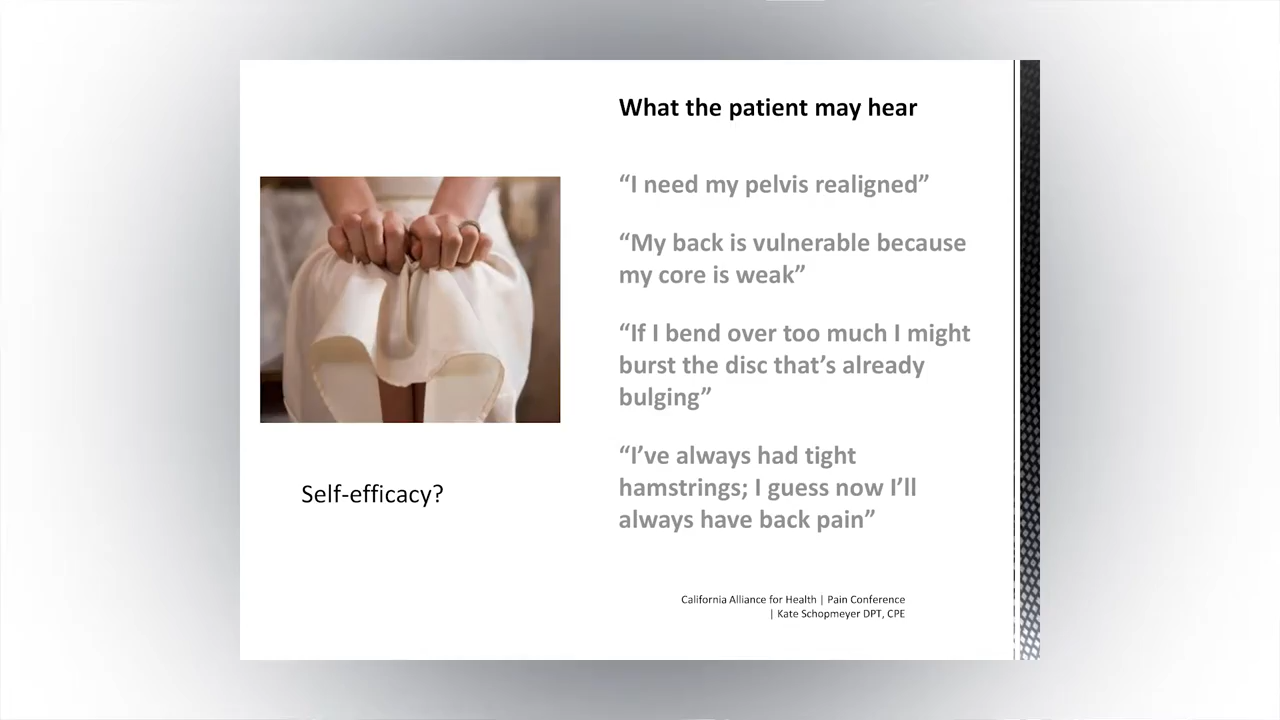 What the patient may hear
“I need my pelvis realigned”
“My back is vulnerable because
my core is weak”
“If I bend over too much I might
burst the disc that’s already
bulging”
“I’ve always had tight
hamstrings; I guess now I’ll
always have back pain”
Self-efficacy?
California Alliance for Health | Pain Conference
| Kate Schopmeyer DPT, CPE